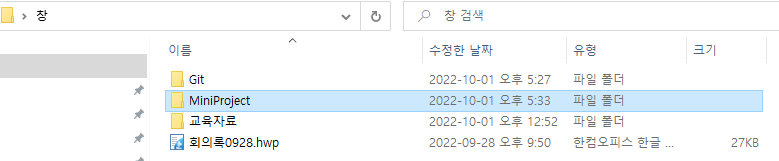 창 창 검색
이름 수정한 날짜 유형 크기
Git 2022-10-01 오후 5:27 파일 폴더
MiniProject 2022-10-01 오후 5:33 파일 폴더
교육자료 2022-10-01 오후 12:52 파일 폴더
회의록0928.hwp 2022-09-28 오후 9:50 한컴오피스 한글 ... 27KB